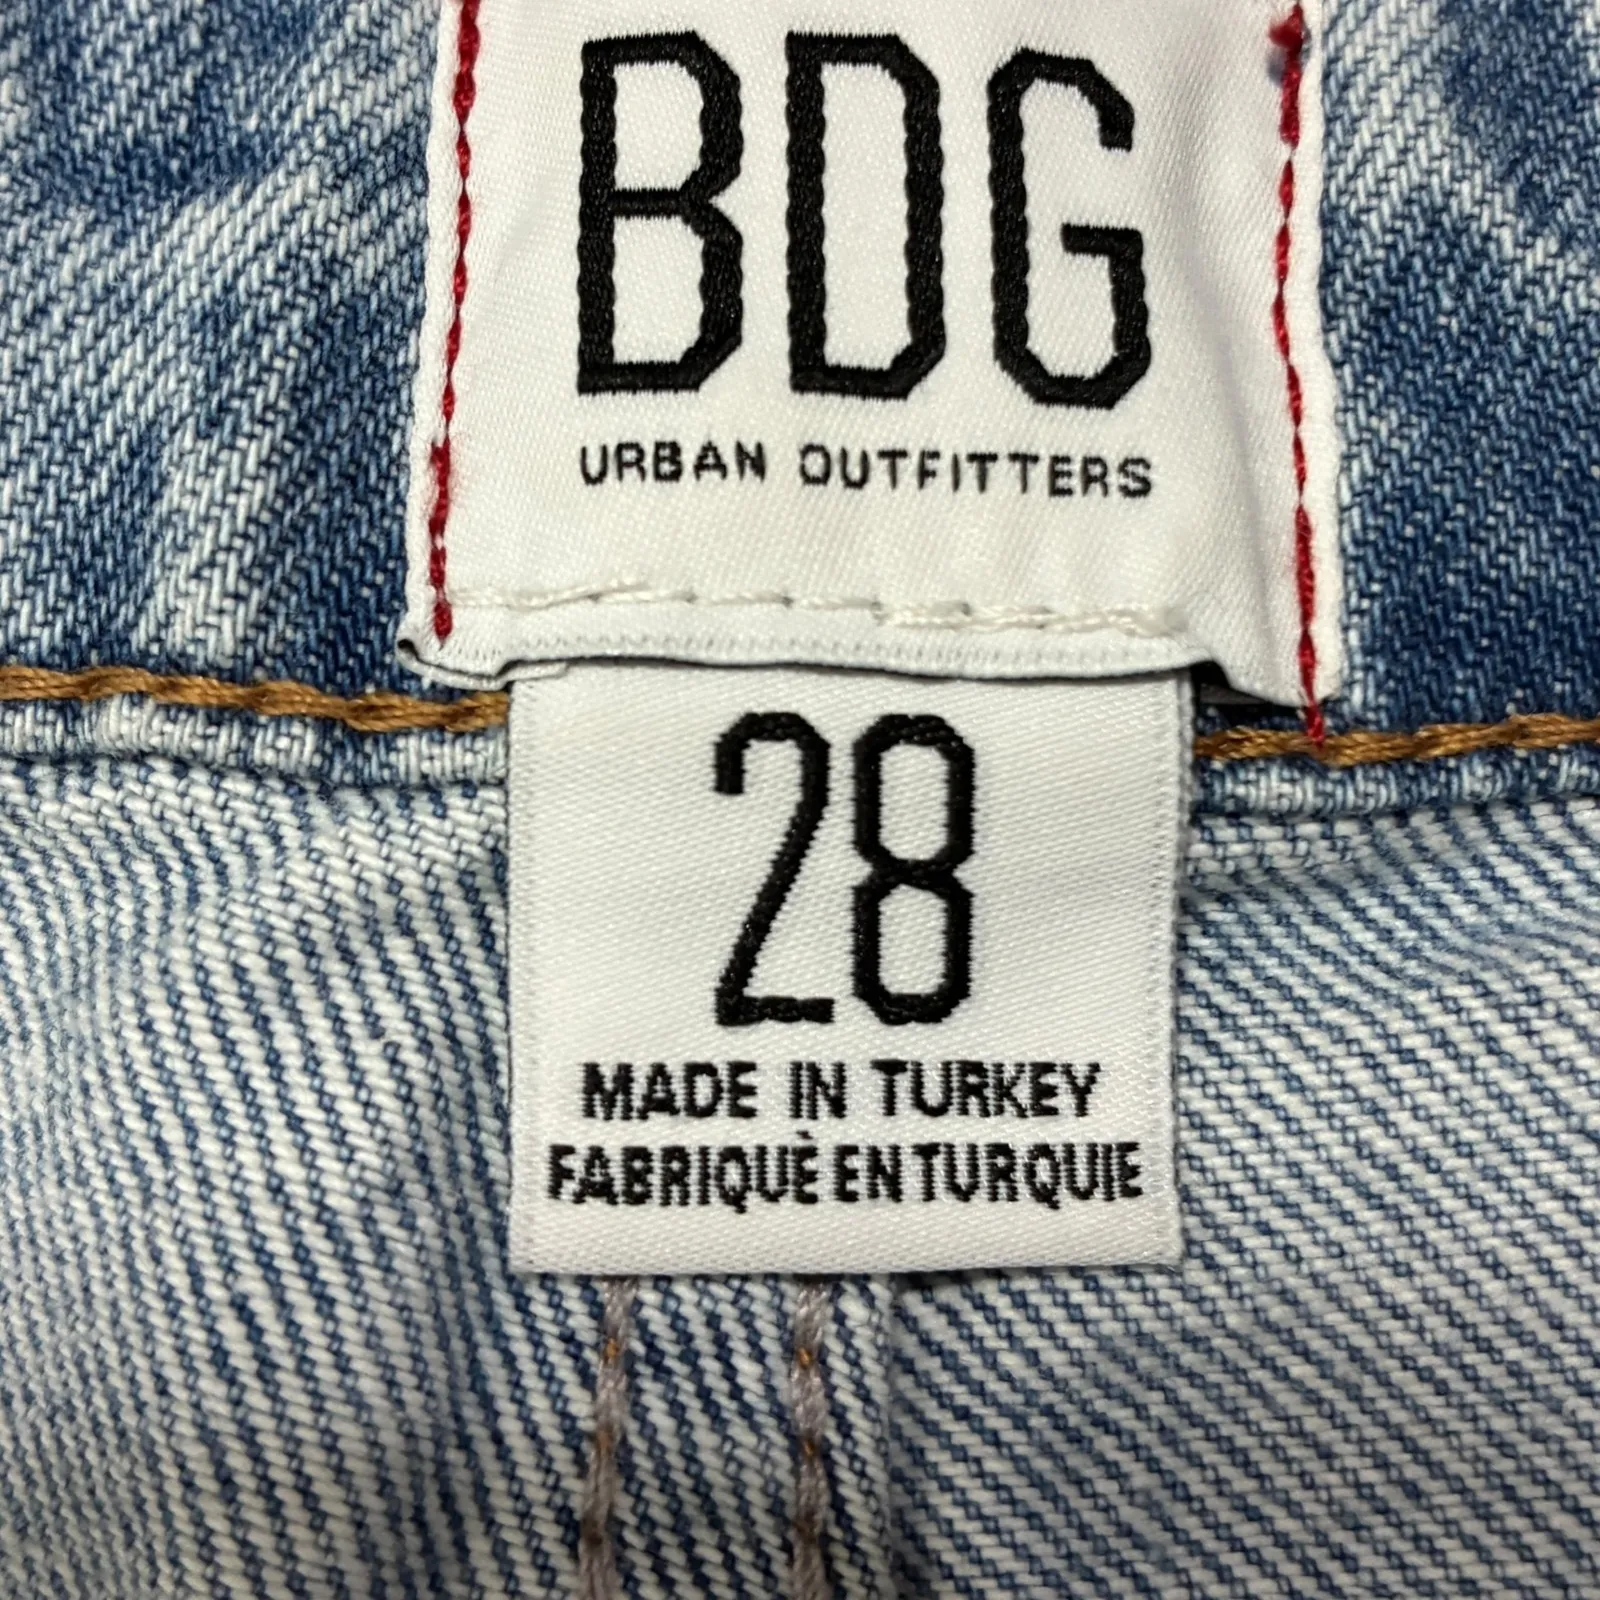 BDG
URBAN OUTFITTERS
28
MADE IN TURKEY
FABRIQUÈ EN TURQUIE